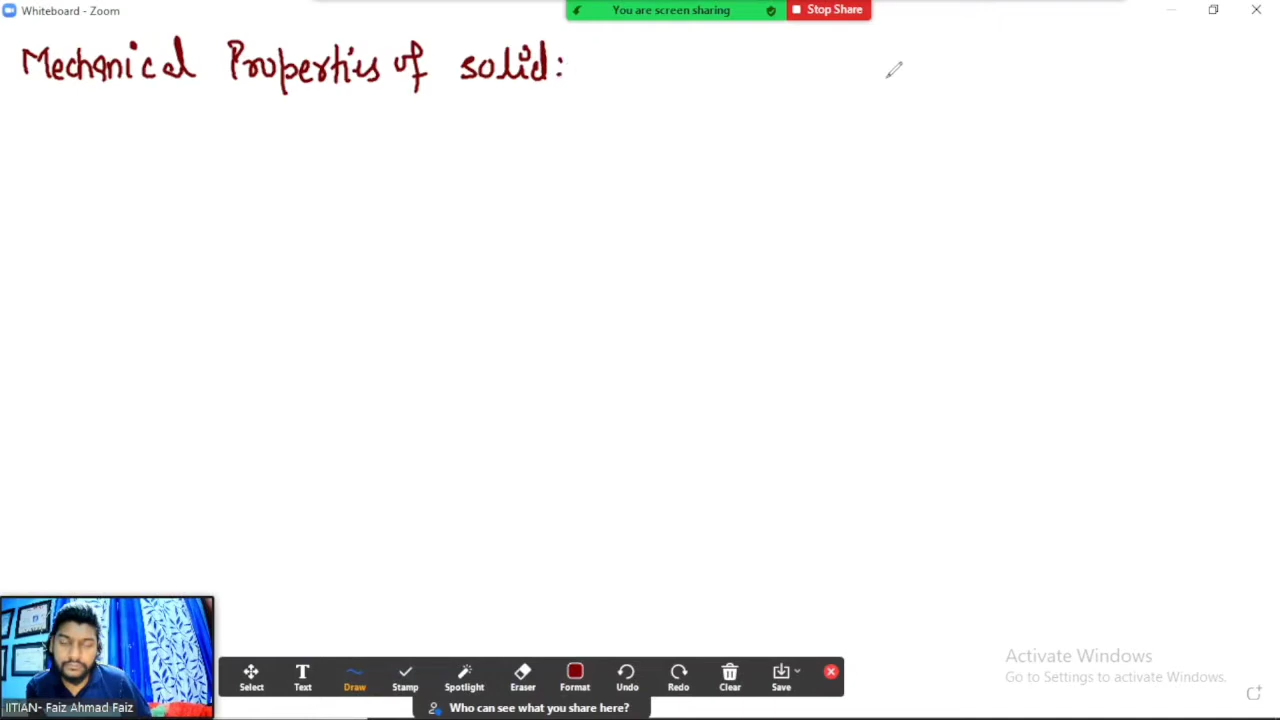 Whiteboard - Zoom
You are screen sharing
Stop Share
Mechanical Properties of solid:
Activate Windows
Go to Settings to activate Windows.
Select
Text
Draw
Stamp
Spotlight
Eraser
Format
Undo
Redo
Clear
Save
Who can see what you share here?
IITIAN- Faiz Ahmad Faiz